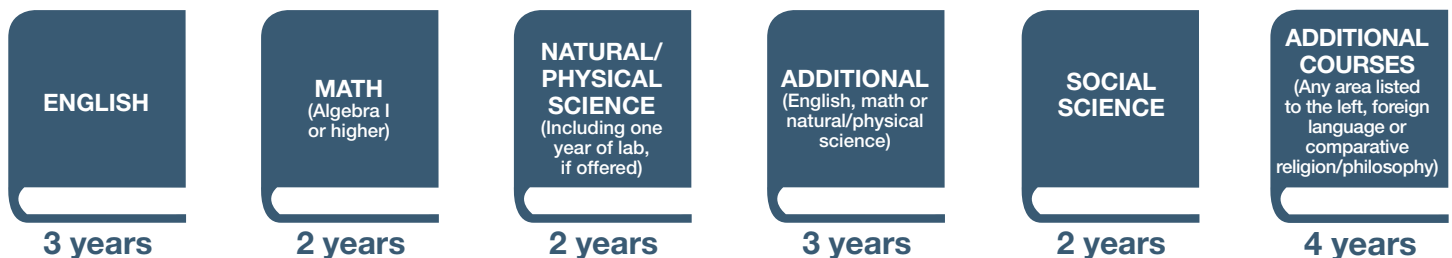 ENGLISH
3 years
MATH
(Algebra I
or higher)
2 years
NATURAL/
PHYSICAL
SCIENCE
(Including one
year of lab,
if offered)
2 years
ADDITIONAL
(English, math or
natural/physical
science)
3 years
SOCIAL
SCIENCE
2 years
ADDITIONAL
COURSES
(Any area listed
to the left, foreign
language or
comparative
religion/philosophy)
4 years